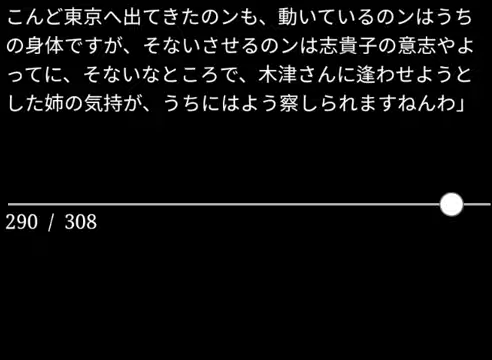 こんど東京へ出てきたのンも、動いているのンはうち
の身体ですが、そないさせるのンは志貴子の意志やよ
ってに、そないなところで、木津さんに逢わせようと
した姉の気持が、うちにはよう察しられますねんわ」
290 / 308